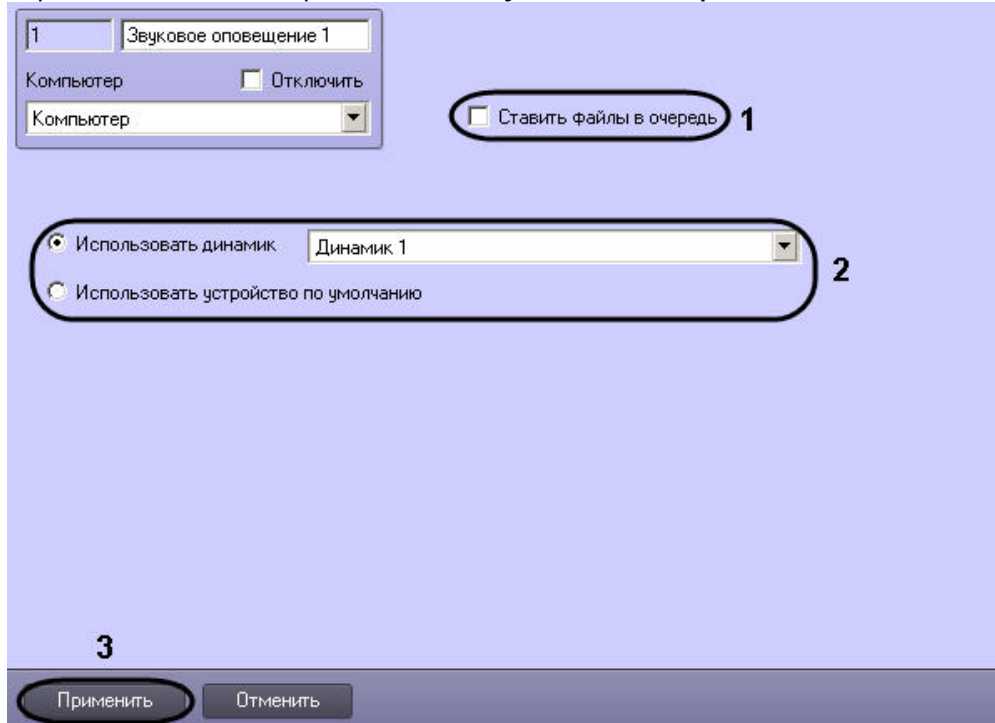 1 Звуковое оповещение 1
Компьютер Отключить
Компьютер
Ставить файлы в очередь 1
Использовать динамик Динамик 1
2
Использовать устройство по умолчанию
3
Применить Отменить